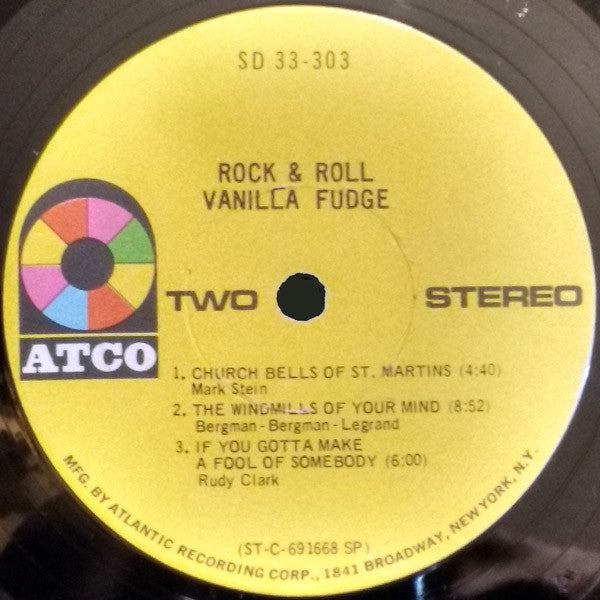 SD 33-303
ROCK & ROLL
VANILLA FUDGE
ATCO
TWO
STEREO
1. CHURCH BELLS OF ST. MARTINS (4:40)
Mark Stein
2. THE WINDMILLS OF YOUR MIND (8:52)
Bergman - Bergman - Legrand
3. IF YOU GOTTA MAKE
A FOOL OF SOMEBODY (6:00)
Rudy Clark
(ST-C-691668 SP)
MFG. BY ATLANTIC RECORDING CORP., 1841 BROADWAY, NEW YORK, N.Y.